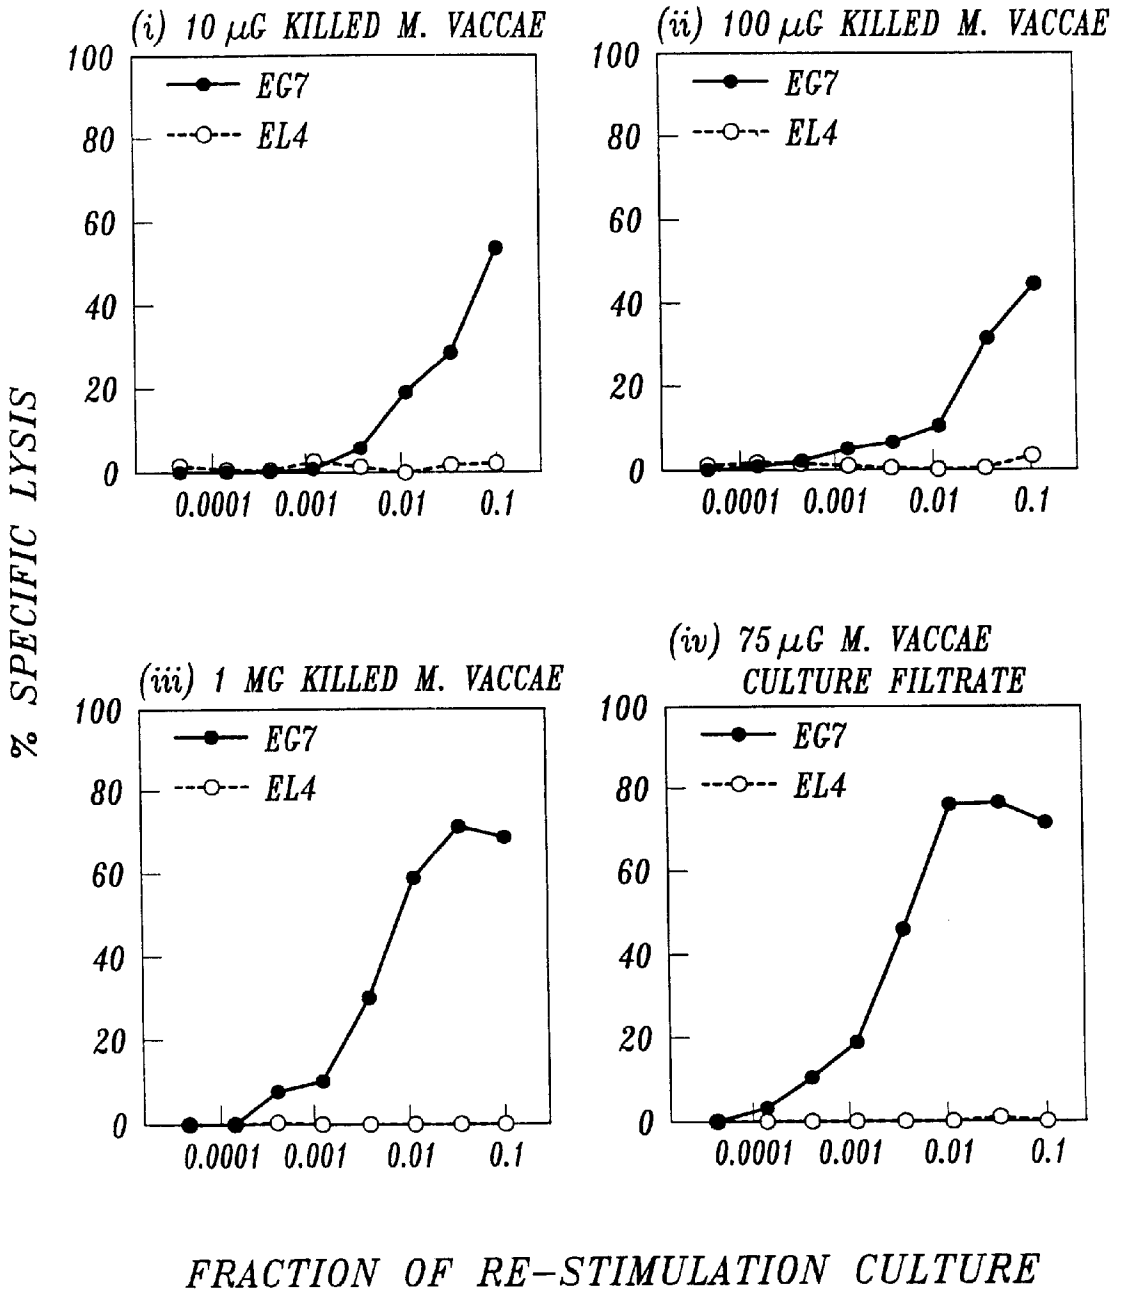 (i) 10 μG KILLED M. VACCAE
100
80
60
40
20
0
EG7
EL4
0.0001 0.001 0.01 0.1
(ii) 100 μG KILLED M. VACCAE
100
80
60
40
20
0
EG7
EL4
0.0001 0.001 0.01 0.1
% SPECIFIC LYSIS
(iii) 1 MG KILLED M. VACCAE
100
80
60
40
20
0
EG7
EL4
0.0001 0.001 0.01 0.1
(iv) 75 μG M. VACCAE
CULTURE FILTRATE
100
80
60
40
20
0
EG7
EL4
0.0001 0.001 0.01 0.1
FRACTION OF RE-STIMULATION CULTURE